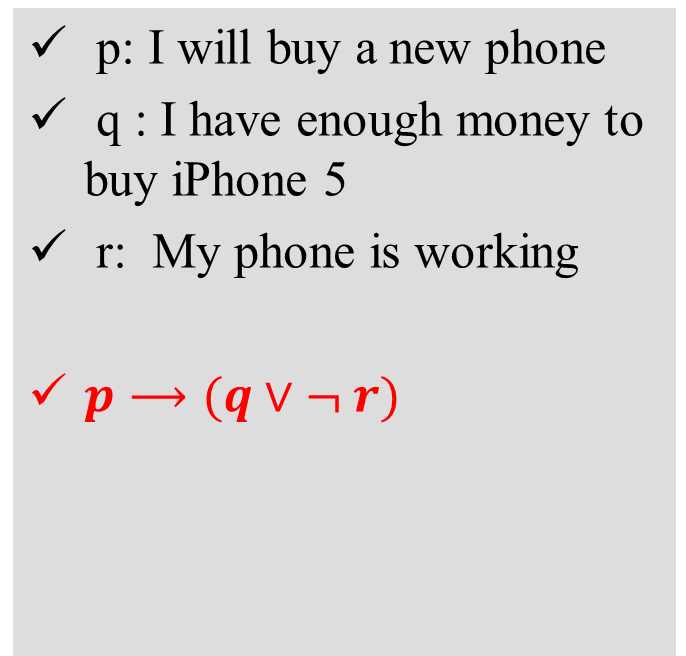 ✓ p: I will buy a new phone
✓ q : I have enough money to
buy iPhone 5
✓ r: My phone is working
✓ p → (q ∨ ¬ r)